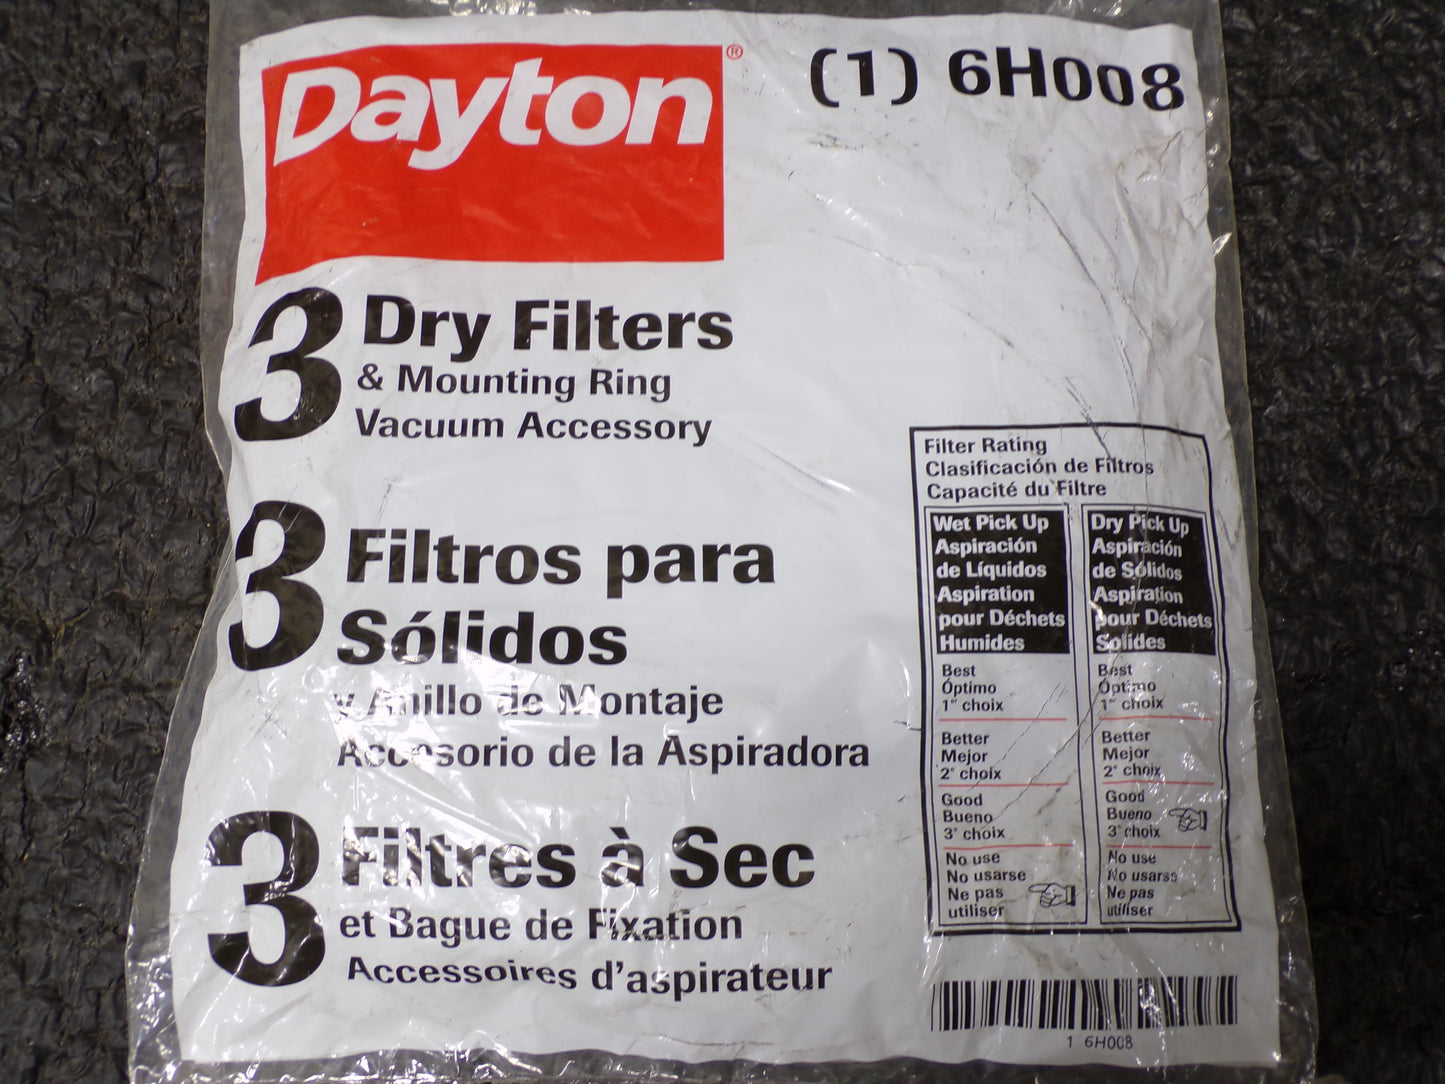 Dayton®
(1) 6H008
3 Dry Filters
& Mounting Ring
Vacuum Accessory
3 Filtros para
Sólidos
y Anillo de Montaje
Accesorio de la Aspiradora
3 Filtres à Sec
et Bague de Fixation
Accessoires d'aspirateur
Filter Rating
Clasificación de Filtros
Capacité du Filtre
Wet Pick Up
Aspiración
de Líquidos
Aspiration
pour Déchets
Humides
Best
Óptimo
1er choix
Better
Mejor
2e choix
Good
Bueno
3e choix
No use
No usarse
Ne pas
utiliser
Dry Pick Up
Aspiración
de Sólidos
Aspiration
pour Déchets
Solides
Best
Óptimo
1er choix
Better
Mejor
2e choix
Good
Bueno
3e choix
No use
No usarse
Ne pas
utiliser
1 6H008